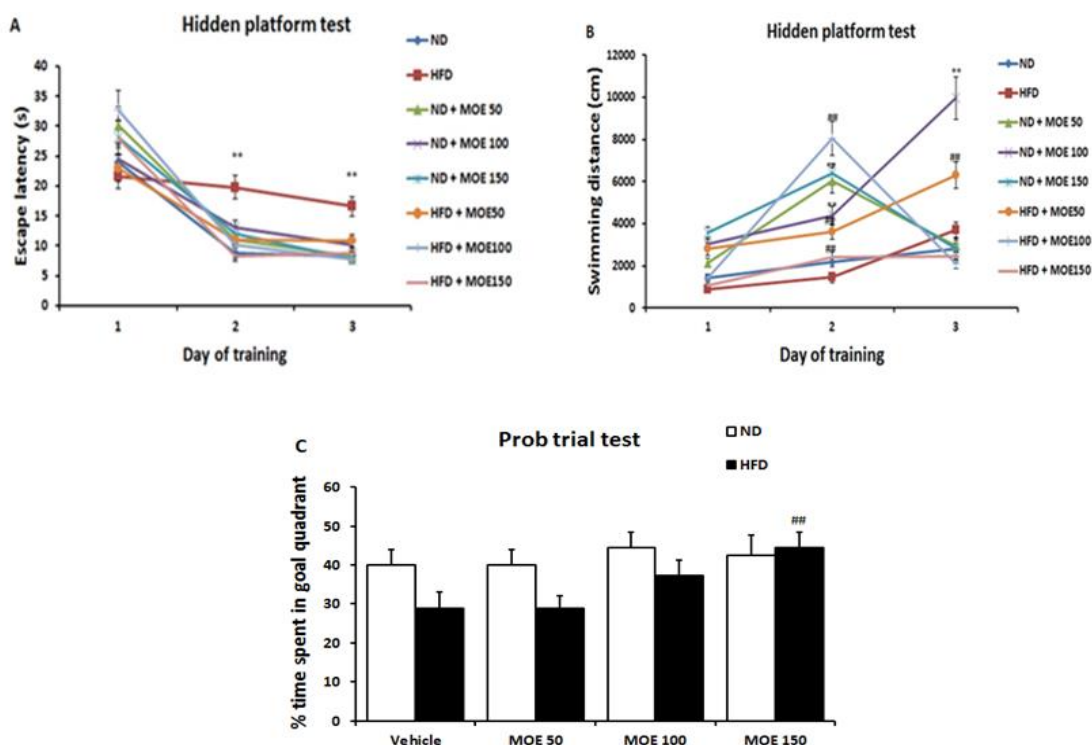 A
Hidden platform test
Escape latency (s)
40
35
30
25
20
15
10
5
0
**
**
1
2
3
Day of training
ND
HFD
ND + MOE 50
ND + MOE 100
ND + MOE 150
HFD + MOE50
HFD + MOE100
HFD + MOE150
B
Hidden platform test
Swimming distance (cm)
12000
10000
8000
6000
4000
2000
0
##
##
**
##
1
2
3
Day of training
ND
HFD
ND + MOE 50
ND + MOE 100
ND + MOE 150
HFD + MOE50
HFD + MOE100
HFD + MOE150
C
Prob trial test
ND
HFD
% time spent in goal quadrant
60
50
40
30
20
10
0
##
Vehicle
MOE 50
MOE 100
MOE 150